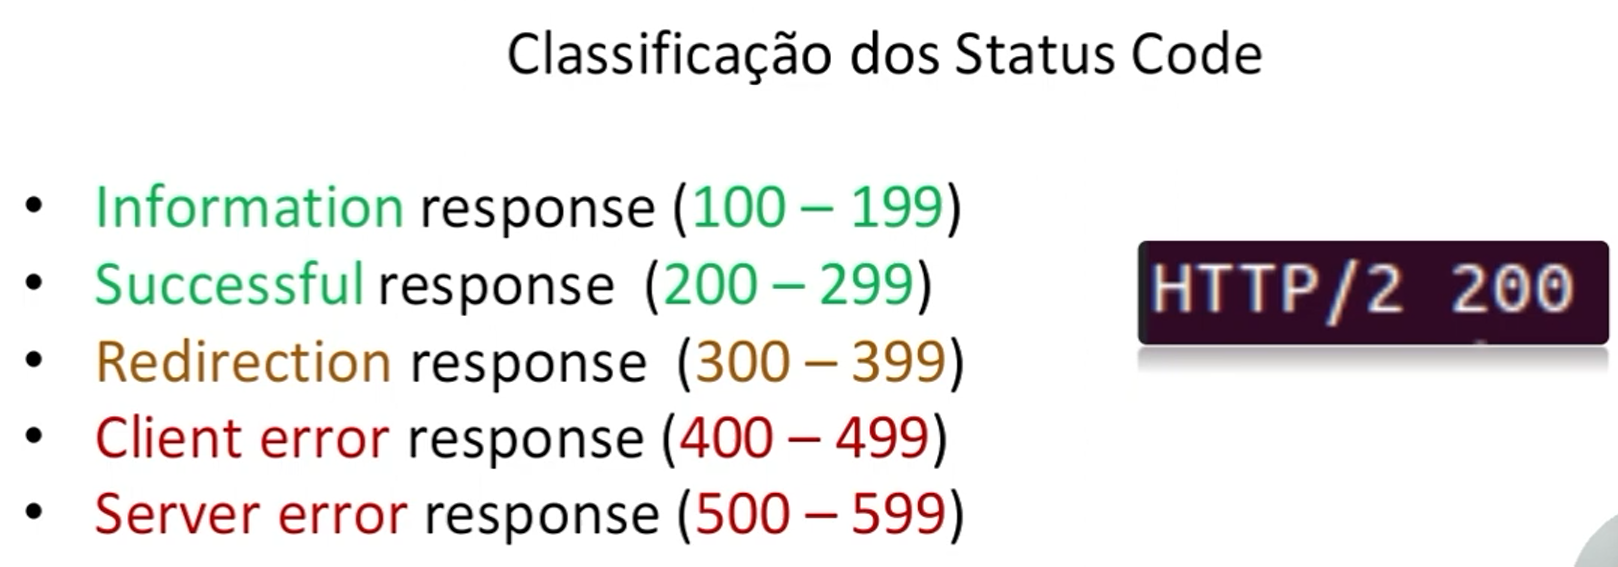 Classificação dos Status Code
• Information response (100 – 199)
• Successful response (200 – 299)
HTTP/2 200
• Redirection response (300 – 399)
• Client error response (400 – 499)
• Server error response (500 – 599)